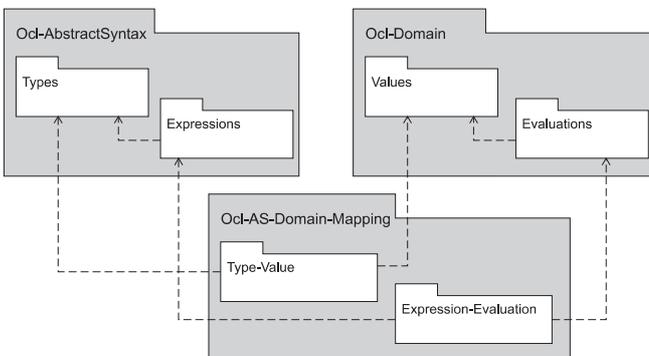 Ocl-AbstractSyntax
Types
Expressions
Ocl-Domain
Values
Evaluations
Ocl-AS-Domain-Mapping
Type-Value
Expression-Evaluation